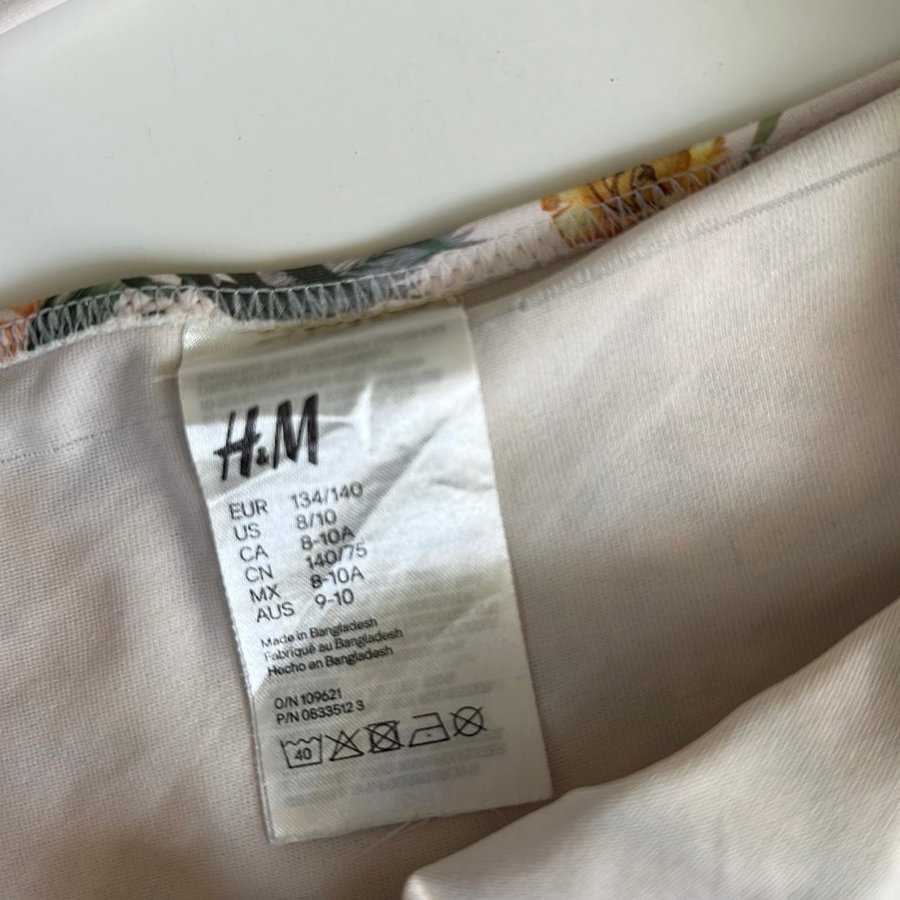 H&M
EUR 134/140
US 8/10
CA 8-10A
CN 140/75
MX 8-10A
AUS 9-10
Made in Bangladesh
Fabriqué au Bangladesh
Hecho en Bangladesh
O/N 109621
P/N 0833512 3
40